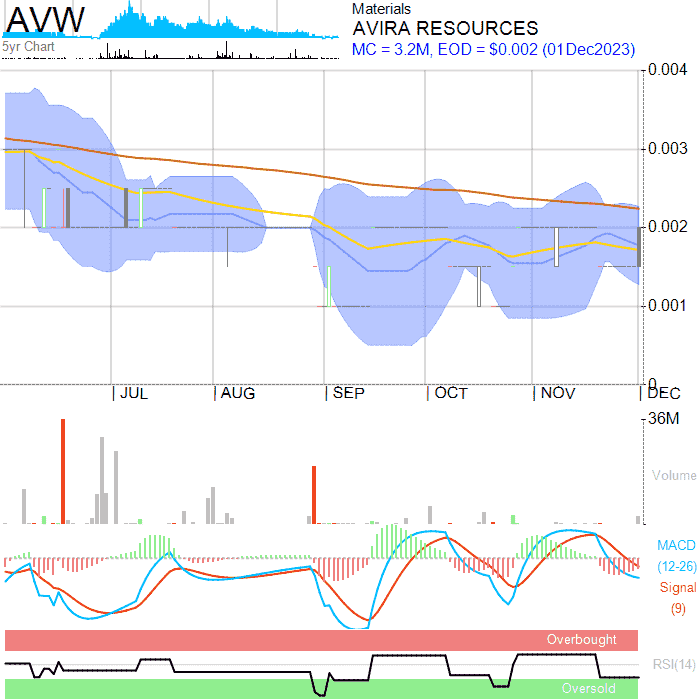 AVW
5yr Chart
Materials
AVIRA RESOURCES
MC = 3.2M, EOD = $0.002 (01Dec2023)
0.004
0.003
0.002
0.001
0
JUL
AUG
SEP
OCT
NOV
DEC
36M
Volume
MACD
(12-26)
Signal
(9)
Overbought
RSI(14)
Oversold